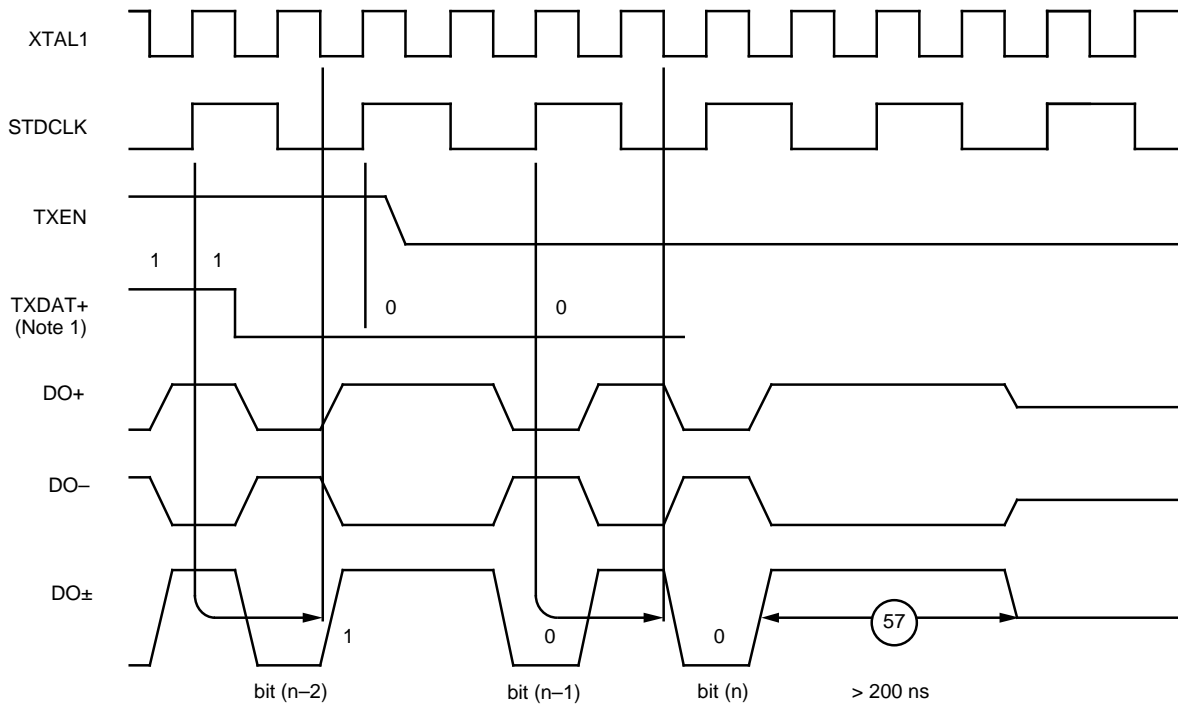 XTAL1
STDCLK
TXEN
1 1
TXDAT+
(Note 1)
0 0
DO+
DO–
DO±
57
1 0 0
bit (n–2) bit (n–1) bit (n) > 200 ns